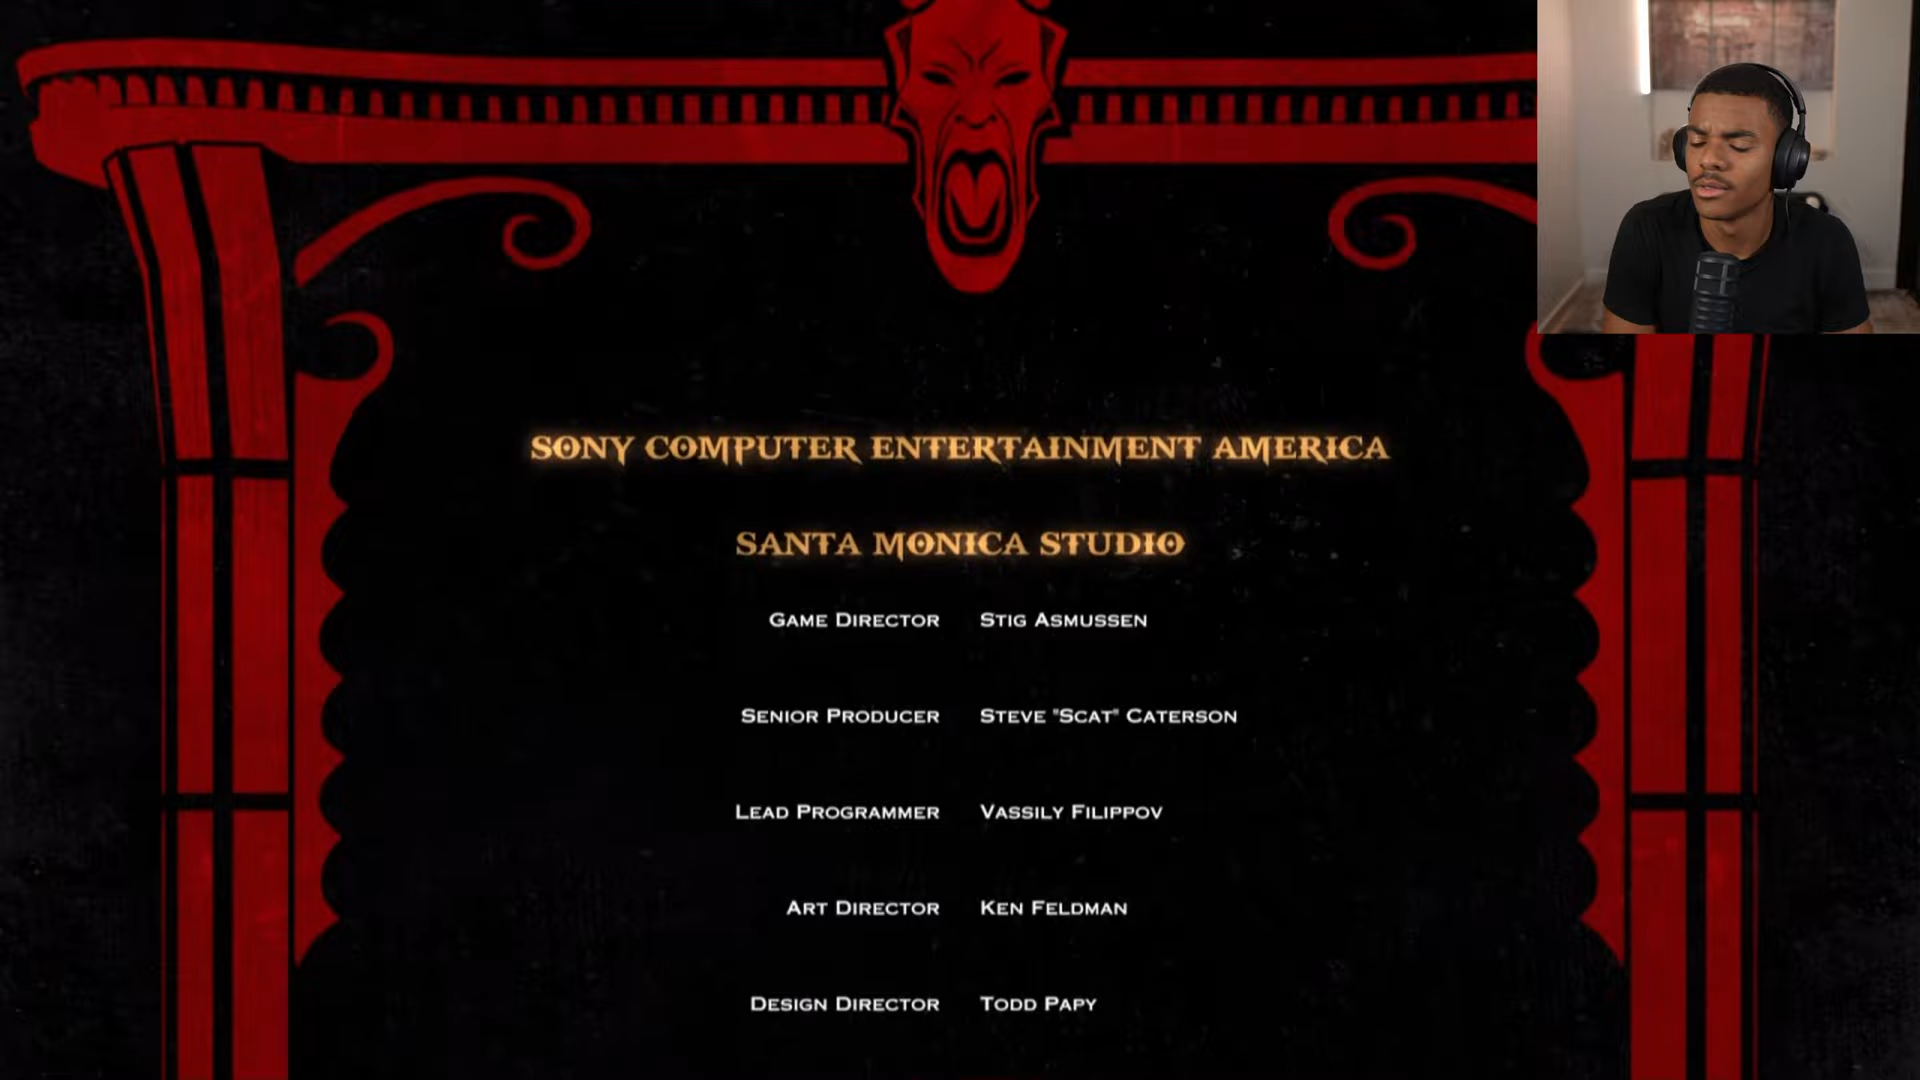 SONY COMPUTER ENTERTAINMENT AMERICA
SANTA MONICA STUDIO
GAME DIRECTOR STIG ASMUSSEN
SENIOR PRODUCER STEVE "SCAT" CATERSON
LEAD PROGRAMMER VASSILY FILIPPOV
ART DIRECTOR KEN FELDMAN
DESIGN DIRECTOR TODD PAPY